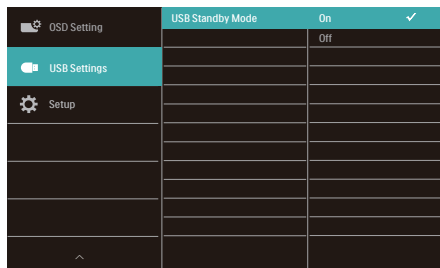 OSD Setting
USB Settings
Setup
USB Standby Mode
On
Off